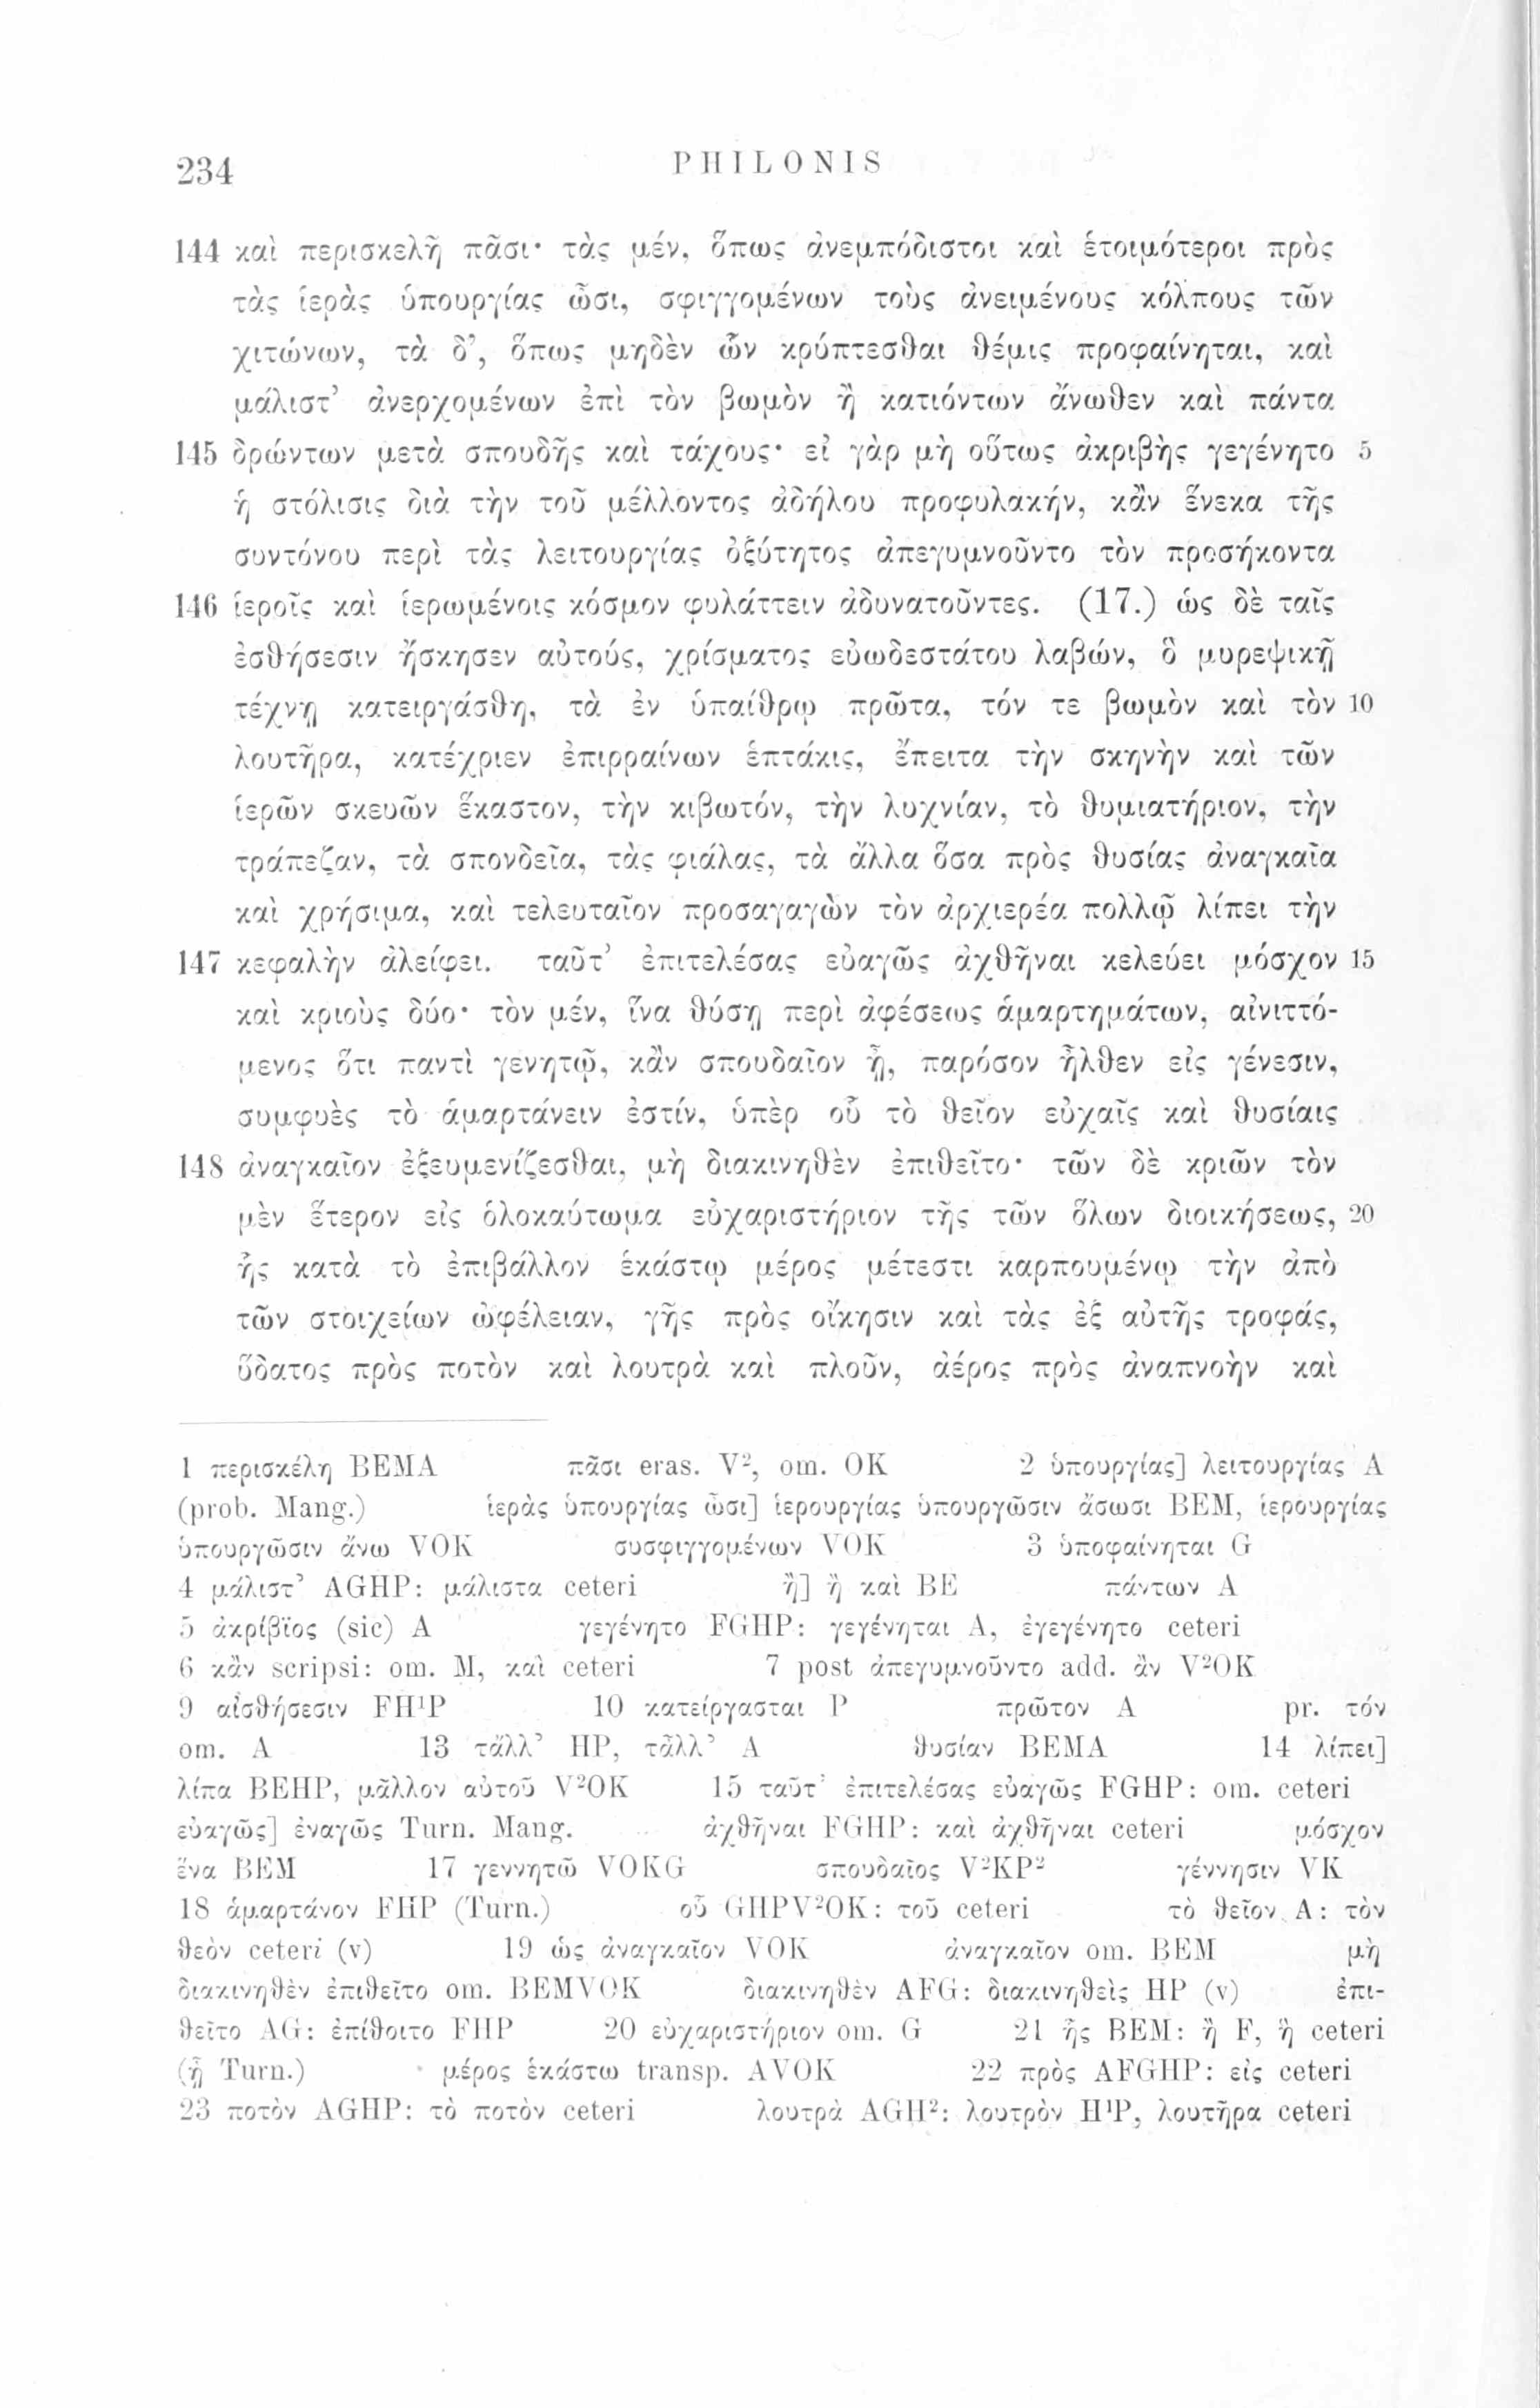 234
PHILONIS
144 καὶ περισκελῆ πᾶσι· τὰς μέν, ὅπως ἀνεμπόδιστοι καὶ ἑτοιμότεροι πρὸς
τὰς ἱερὰς ὑπουργίας ὦσι, σφιγγομένων τοὺς ἀνειμένους κόλπους τῶν
χιτώνων, τὰ δ’, ὅπως μηδὲν ὧν κρύπτεσθαι θέμις προφαίνηται, καὶ
μάλιστ’ ἀνερχομένων ἐπὶ τὸν βωμὸν ἢ κατιόντων ἄνωθεν καὶ πάντα
145 δρώντων μετὰ σπουδῆς καὶ τάχους· εἰ γὰρ μὴ οὕτως ἀκριβὴς γεγένητο 5
ἡ στόλισις διὰ τὴν τοῦ μέλλοντος ἀδήλου προφυλακήν, κἂν ἕνεκα τῆς
συντόνου περὶ τὰς λειτουργίας ὀξύτητος ἀπεγυμνοῦντο τὸν προσήκοντα
146 ἱεροῖς καὶ ἱερωμένοις κόσμον φυλάττειν ἀδυνατοῦντες. (17.) ὡς δὲ ταῖς
ἐσθήσεσιν ἤσκησεν αὐτούς, χρίσματος εὐωδεστάτου λαβών, ὃ μυρεψικῇ
τέχνῃ κατειργάσθη, τὰ ἐν ὑπαίθρῳ πρῶτα, τόν τε βωμὸν καὶ τὸν 10
λουτῆρα, κατέχριεν ἐπιρραίνων ἑπτάκις, ἔπειτα τὴν σκηνὴν καὶ τῶν
ἱερῶν σκευῶν ἕκαστον, τὴν κιβωτόν, τὴν λυχνίαν, τὸ θυμιατήριον, τὴν
τράπεζαν, τὰ σπονδεῖα, τὰς φιάλας, τὰ ἄλλα ὅσα πρὸς θυσίας ἀναγκαῖα
καὶ χρήσιμα, καὶ τελευταῖον προσαγαγὼν τὸν ἀρχιερέα πολλῷ λίπει τὴν
147 κεφαλὴν ἀλείφει. ταῦτ’ ἐπιτελέσας εὐαγῶς ἀχθῆναι κελεύει μόσχον 15
καὶ κριοὺς δύο· τὸν μέν, ἵνα θύσῃ περὶ ἀφέσεως ἁμαρτημάτων, αἰνιττό-
μενος ὅτι παντὶ γενητῷ, κἂν σπουδαῖον ᾖ, παρόσον ἦλθεν εἰς γένεσιν,
συμφυὲς τὸ ἁμαρτάνειν ἐστίν, ὑπὲρ οὗ τὸ θεῖον εὐχαῖς καὶ θυσίαις
148 ἀναγκαῖον ἐξευμενίζεσθαι, μὴ διακινηθὲν ἐπιθεῖτο· τῶν δὲ κριῶν τὸν
μὲν ἕτερον εἰς ὁλοκαύτωμα εὐχαριστήριον τῆς τῶν ὅλων διοικήσεως, 20
ἧς κατὰ τὸ ἐπιβάλλον ἑκάστῳ μέρος μέτεστι καρπουμένῳ τὴν ἀπὸ
τῶν στοιχείων ὠφέλειαν, γῆς πρὸς οἴκησιν καὶ τὰς ἐξ αὐτῆς τροφάς,
ὕδατος πρὸς ποτὸν καὶ λουτρὰ καὶ πλοῦν, ἀέρος πρὸς ἀναπνοὴν καὶ
1 περισκέλη BEMA πᾶσι eras. V², om. OK 2 ὑπουργίας] λειτουργίας A
(prob. Mang.) ἱερὰς ὑπουργίας ὦσι] ἱερουργίας ὑπουργῶσιν ἄσωσι BEM, ἱερουργίας
ὑπουργῶσιν ἄνω VOK συσφιγγομένων VOK 3 ὑποφαίνηται G
4 μάλιστ’ AGHP: μάλιστα ceteri ἢ] ἢ καὶ BE πάντων A
5 ἀκρίβϊος (sic) A γεγένητο FGHP: γεγένηται A, ἐγεγένητο ceteri
6 κἂν scripsi: om. M, καὶ ceteri 7 post ἀπεγυμνοῦντο add. ἂν V²OK
9 αἰσθήσεσιν FH¹P 10 κατείργασται P πρῶτον A pr. τόν
om. A 13 τἄλλ’ HP, τᾶλλ’ A θυσίαν BEMA 14 λίπει]
λίπα BEHP, μᾶλλον αὐτοῦ V²OK 15 ταῦτ’ ἐπιτελέσας εὐαγῶς FGHP: om. ceteri
εὐαγῶς] ἐναγῶς Turn. Mang. ἀχθῆναι FGHP: καὶ ἀχθῆναι ceteri μόσχον
ἕνα BEM 17 γεννητῷ VOKG σπουδαῖος V²KP² γέννησιν VK
18 ἁμαρτάνον FHP (Turn.) οὗ GHPV²OK: τοῦ ceteri τὸ θεῖον A: τὸν
θεὸν ceteri (v) 19 ὡς ἀναγκαῖον VOK ἀναγκαῖον om. BEM μὴ
διακινηθὲν ἐπιθεῖτο om. BEMVOK διακινηθὲν AFG: διακινηθεὶς HP (v) ἐπι-
θεῖτο AG: ἐπίθοιτο FHP 20 εὐχαριστήριον om. G 21 ἧς BEM: ἢ F, ἢ ceteri
(ᾗ Turn.) μέρος ἑκάστω transp. AVOK 22 πρὸς AFGHP: εἰς ceteri
23 ποτὸν AGHP: τὸ ποτὸν ceteri λουτρὰ AGH²: λουτρὸν H¹P, λουτῆρα ceteri